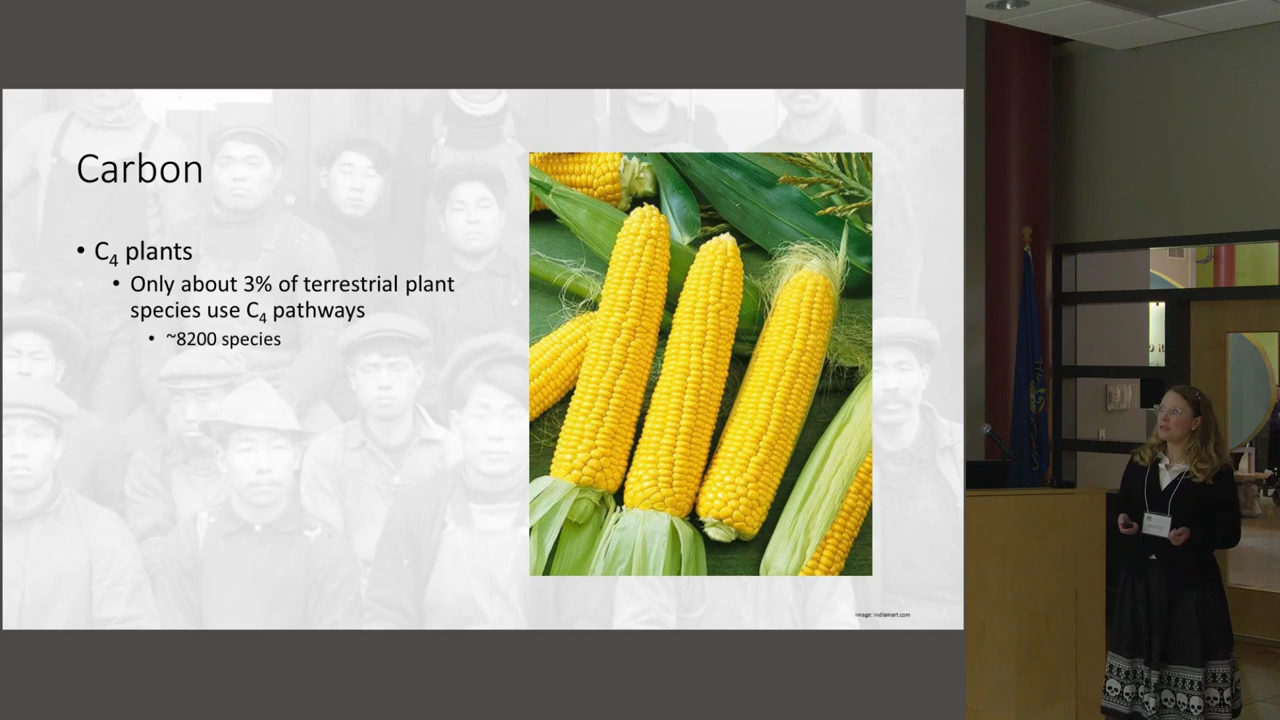 Carbon
• C₄ plants
• Only about 3% of terrestrial plant
species use C₄ pathways
• ~8200 species
Image: indiamart.com